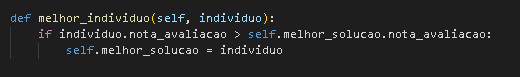 def melhor_individuo(self, individuo):
    if individuo.nota_avaliacao > self.melhor_solucao.nota_avaliacao:
        self.melhor_solucao = individuo